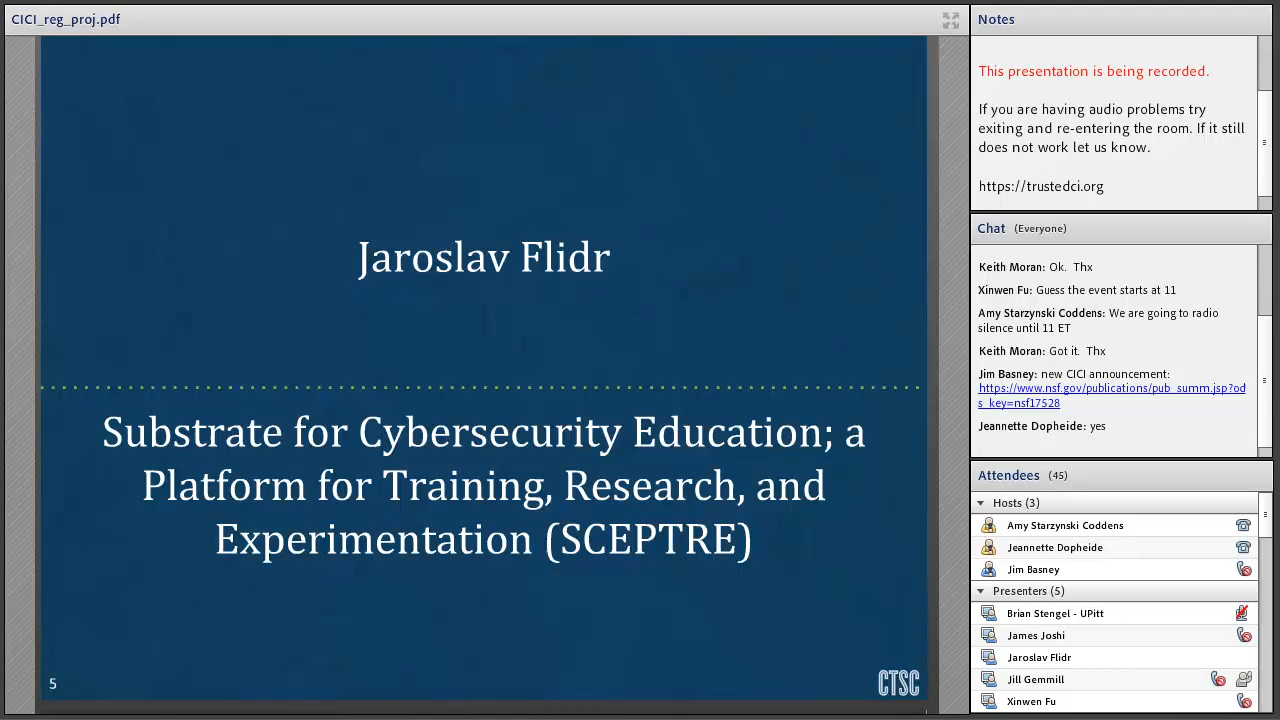 CICI_reg_proj.pdf
Jaroslav Flidr
Substrate for Cybersecurity Education; a
Platform for Training, Research, and
Experimentation (SCEPTRE)
5
CTSC
Notes
This presentation is being recorded.
If you are having audio problems try
exiting and re-entering the room. If it still
does not work let us know.
https://trustedci.org
Chat (Everyone)
Keith Moran: Ok. Thx
Xinwen Fu: Guess the event starts at 11
Amy Starzynski Coddens: We are going to radio
silence until 11 ET
Keith Moran: Got it. Thx
Jim Basney: new CICI announcement:
https://www.nsf.gov/publications/pub_summ.jsp?od
s_key=nsf17528
Jeannette Dopheide: yes
Attendees (45)
Hosts (3)
Amy Starzynski Coddens
Jeannette Dopheide
Jim Basney
Presenters (5)
Brian Stengel - UPitt
James Joshi
Jaroslav Flidr
Jill Gemmill
Xinwen Fu